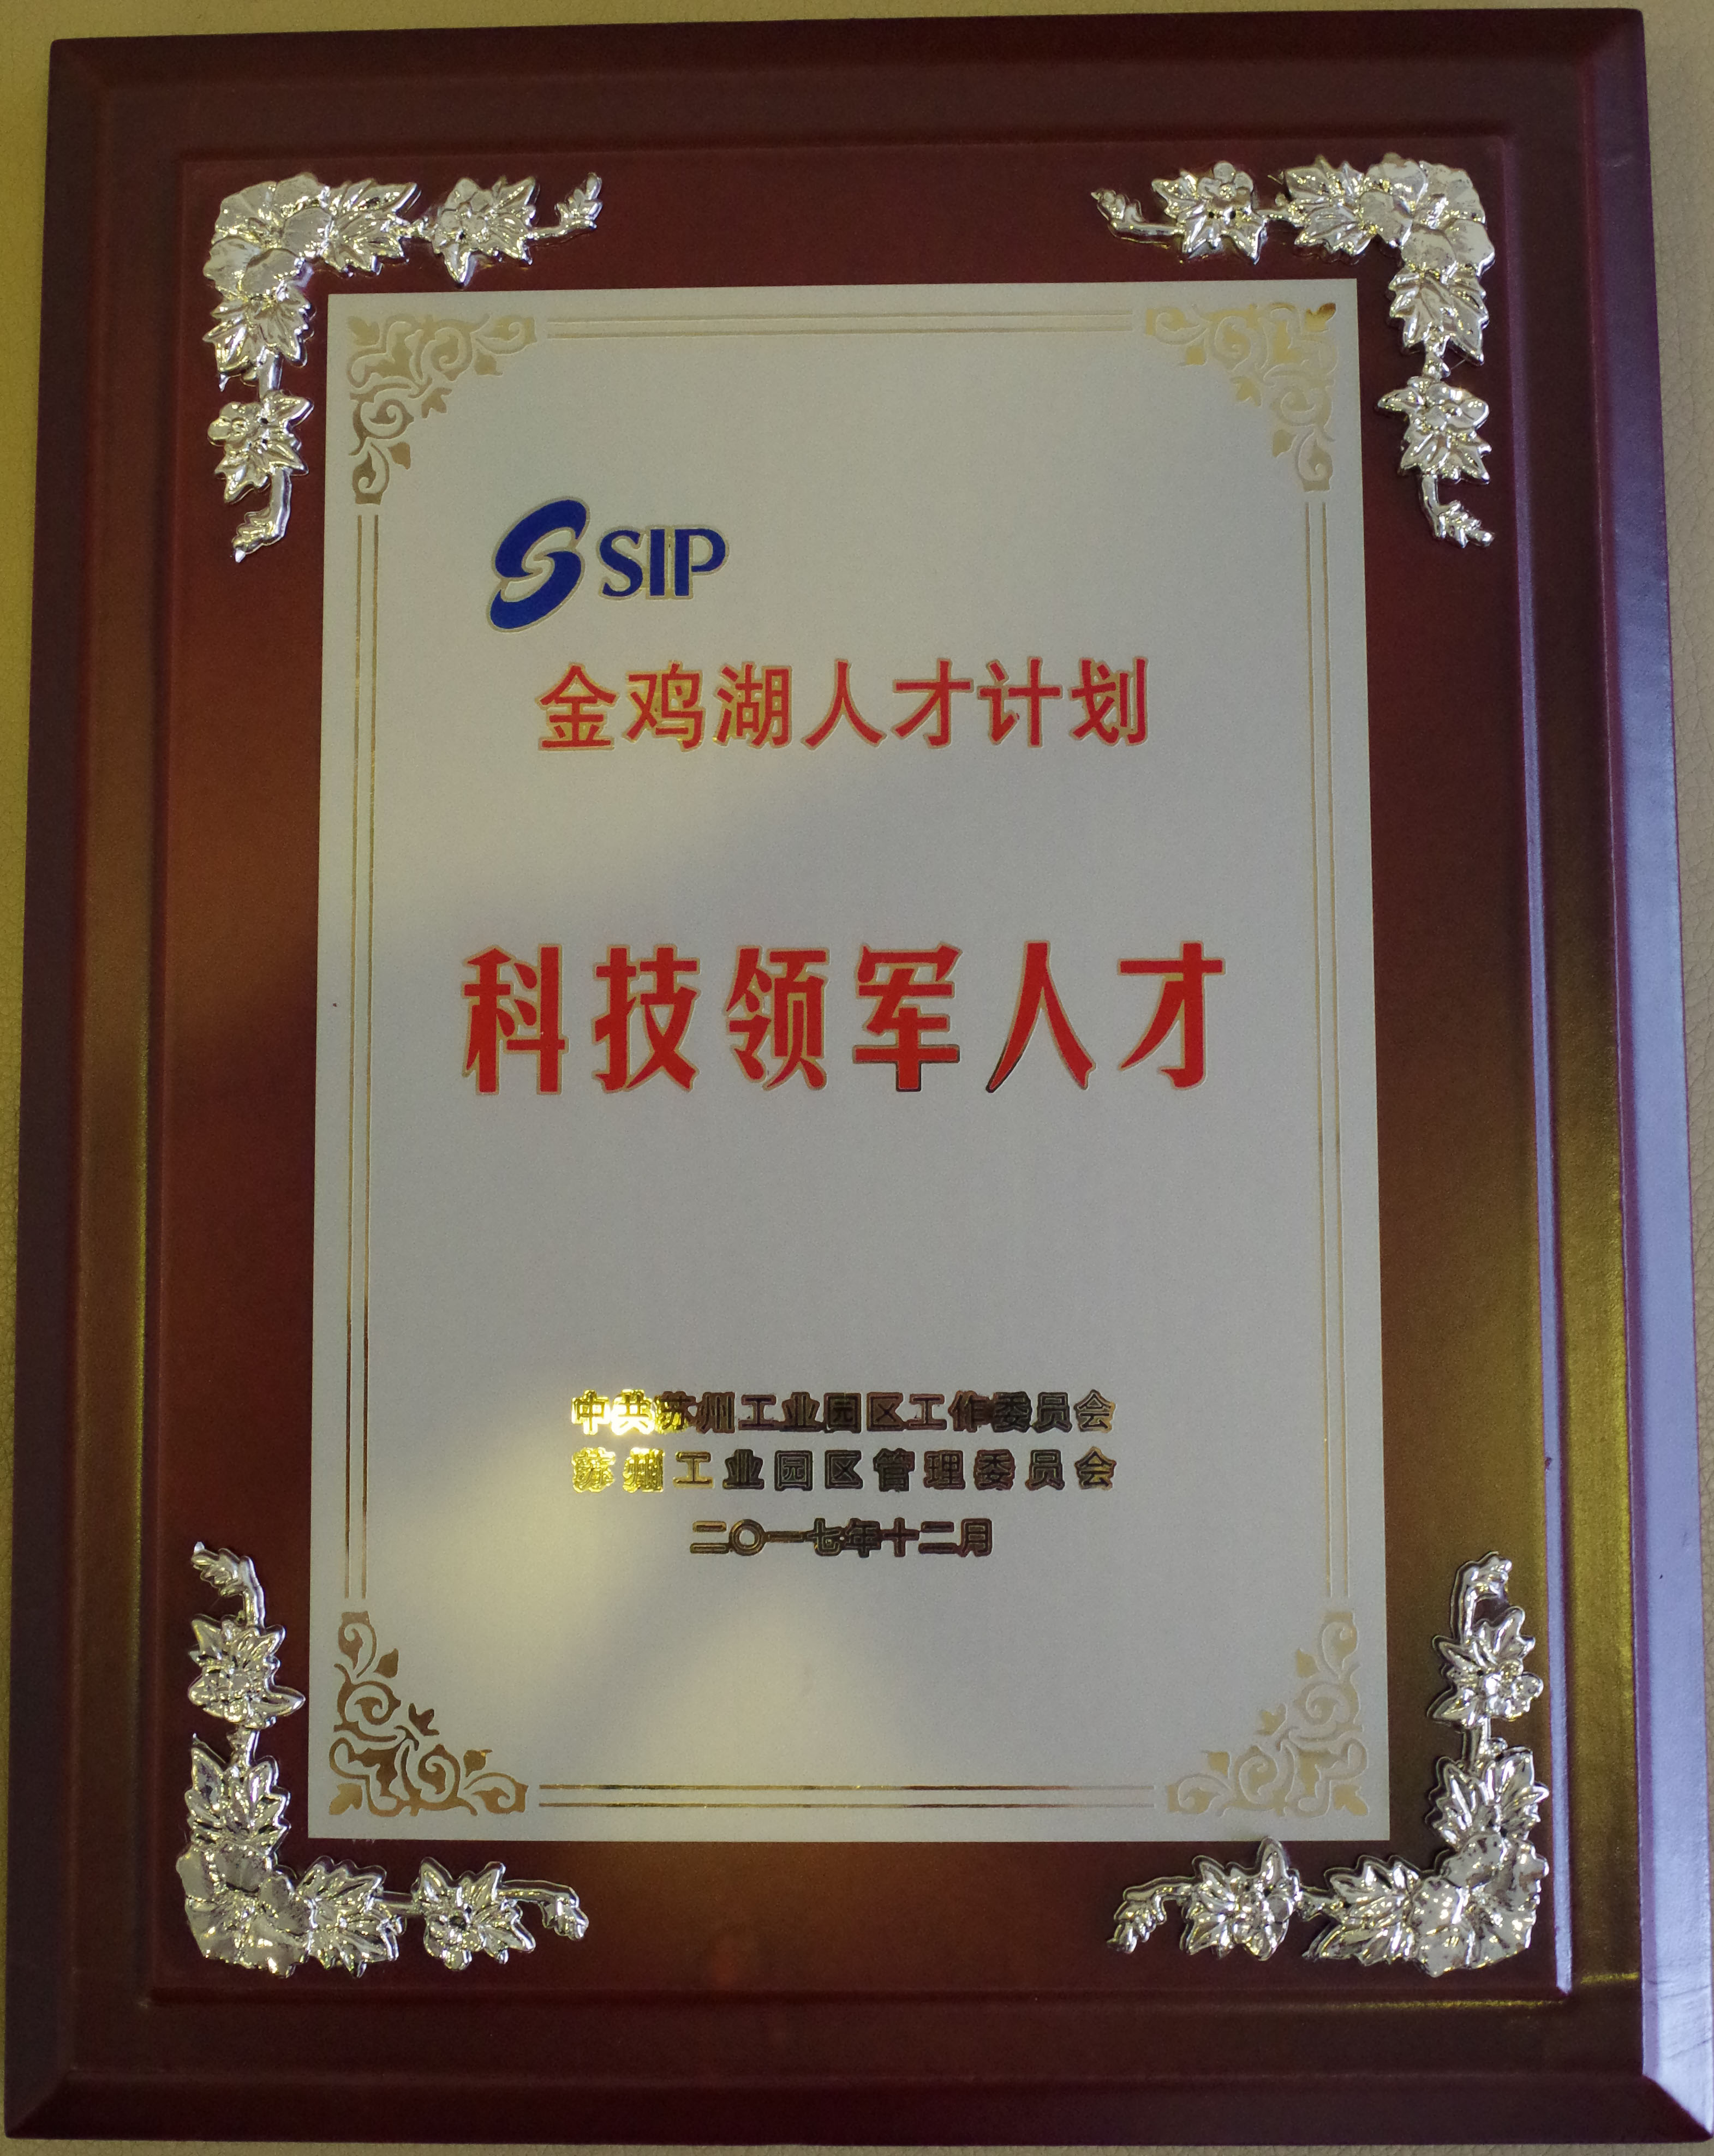 SIP
金鸡湖人才计划
科技领军人才
中共苏州工业园区工作委员会
苏州工业园区管理委员会
二〇一七年十二月